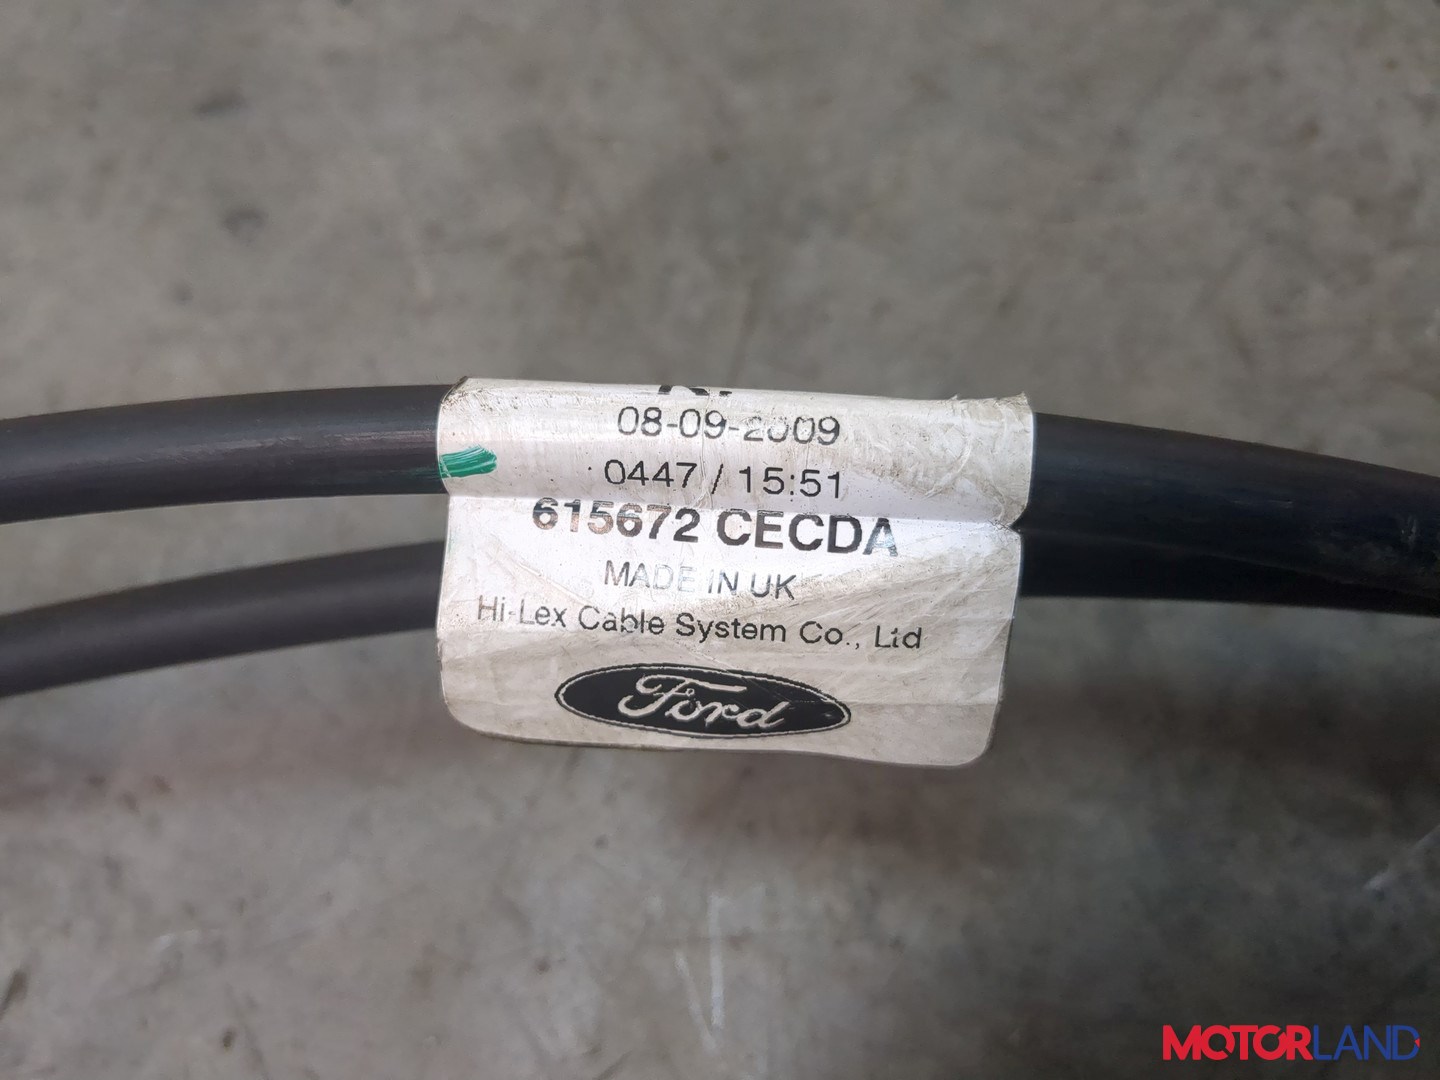 08-09-2009
0447 / 15:51
615672 CECDA
MADE IN UK
Hi-Lex Cable System Co., Ltd
Ford
MOTORLAND